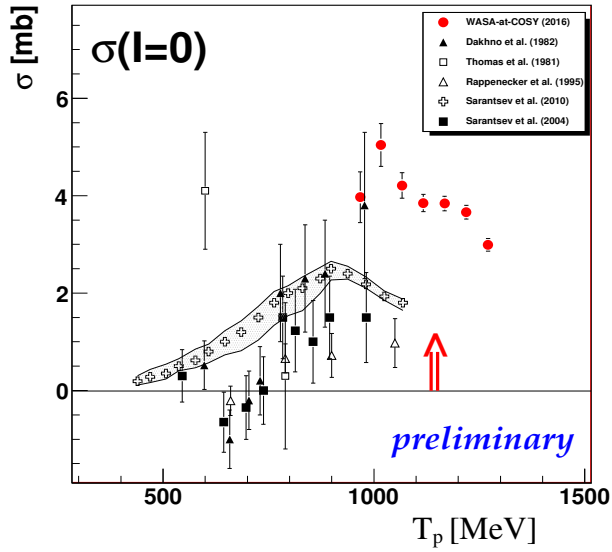 σ [mb]
σ(I=0)
WASA-at-COSY (2016)
Dakhno et al. (1982)
Thomas et al. (1981)
Rappenecker et al. (1995)
Sarantsev et al. (2010)
Sarantsev et al. (2004)
6
4
2
0
preliminary
500 1000 1500
T_p [MeV]